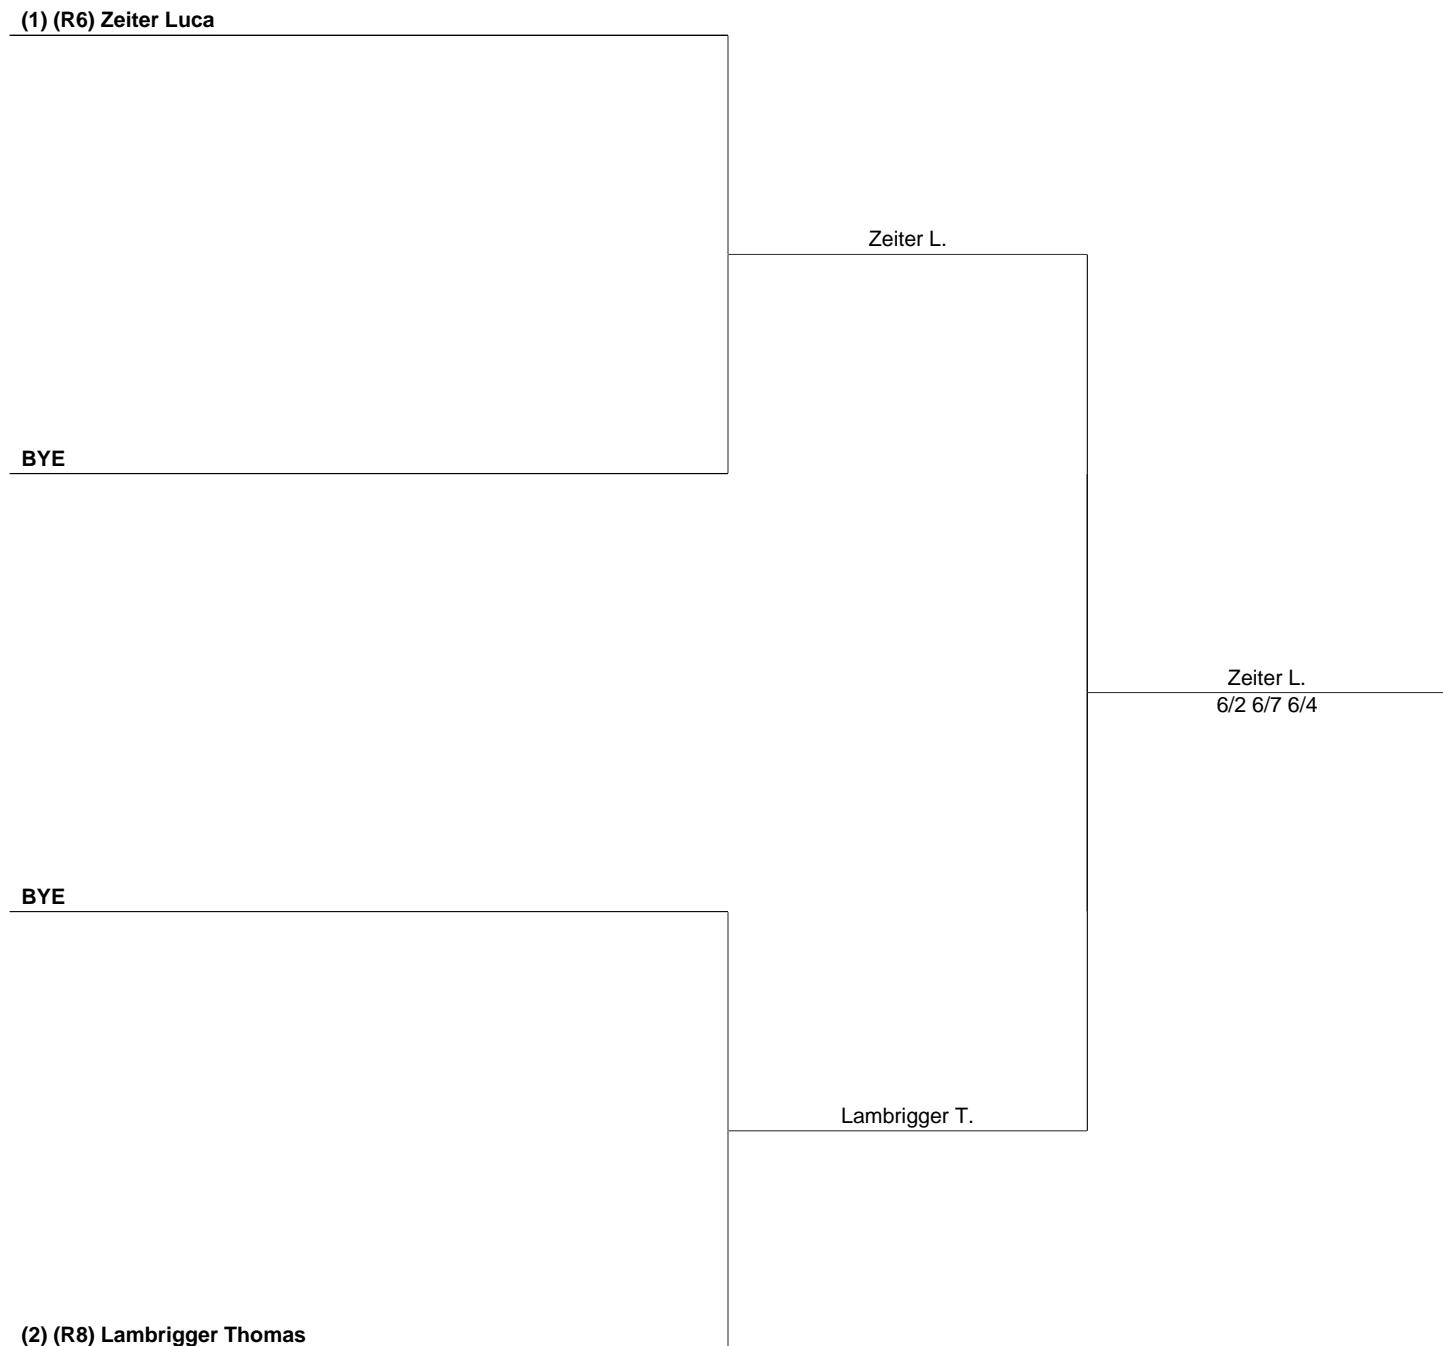 (1) (R6) Zeiter Luca
Zeiter L.
BYE
Zeiter L.
6/2 6/7 6/4
BYE
Lambrigger T.
(2) (R8) Lambrigger Thomas